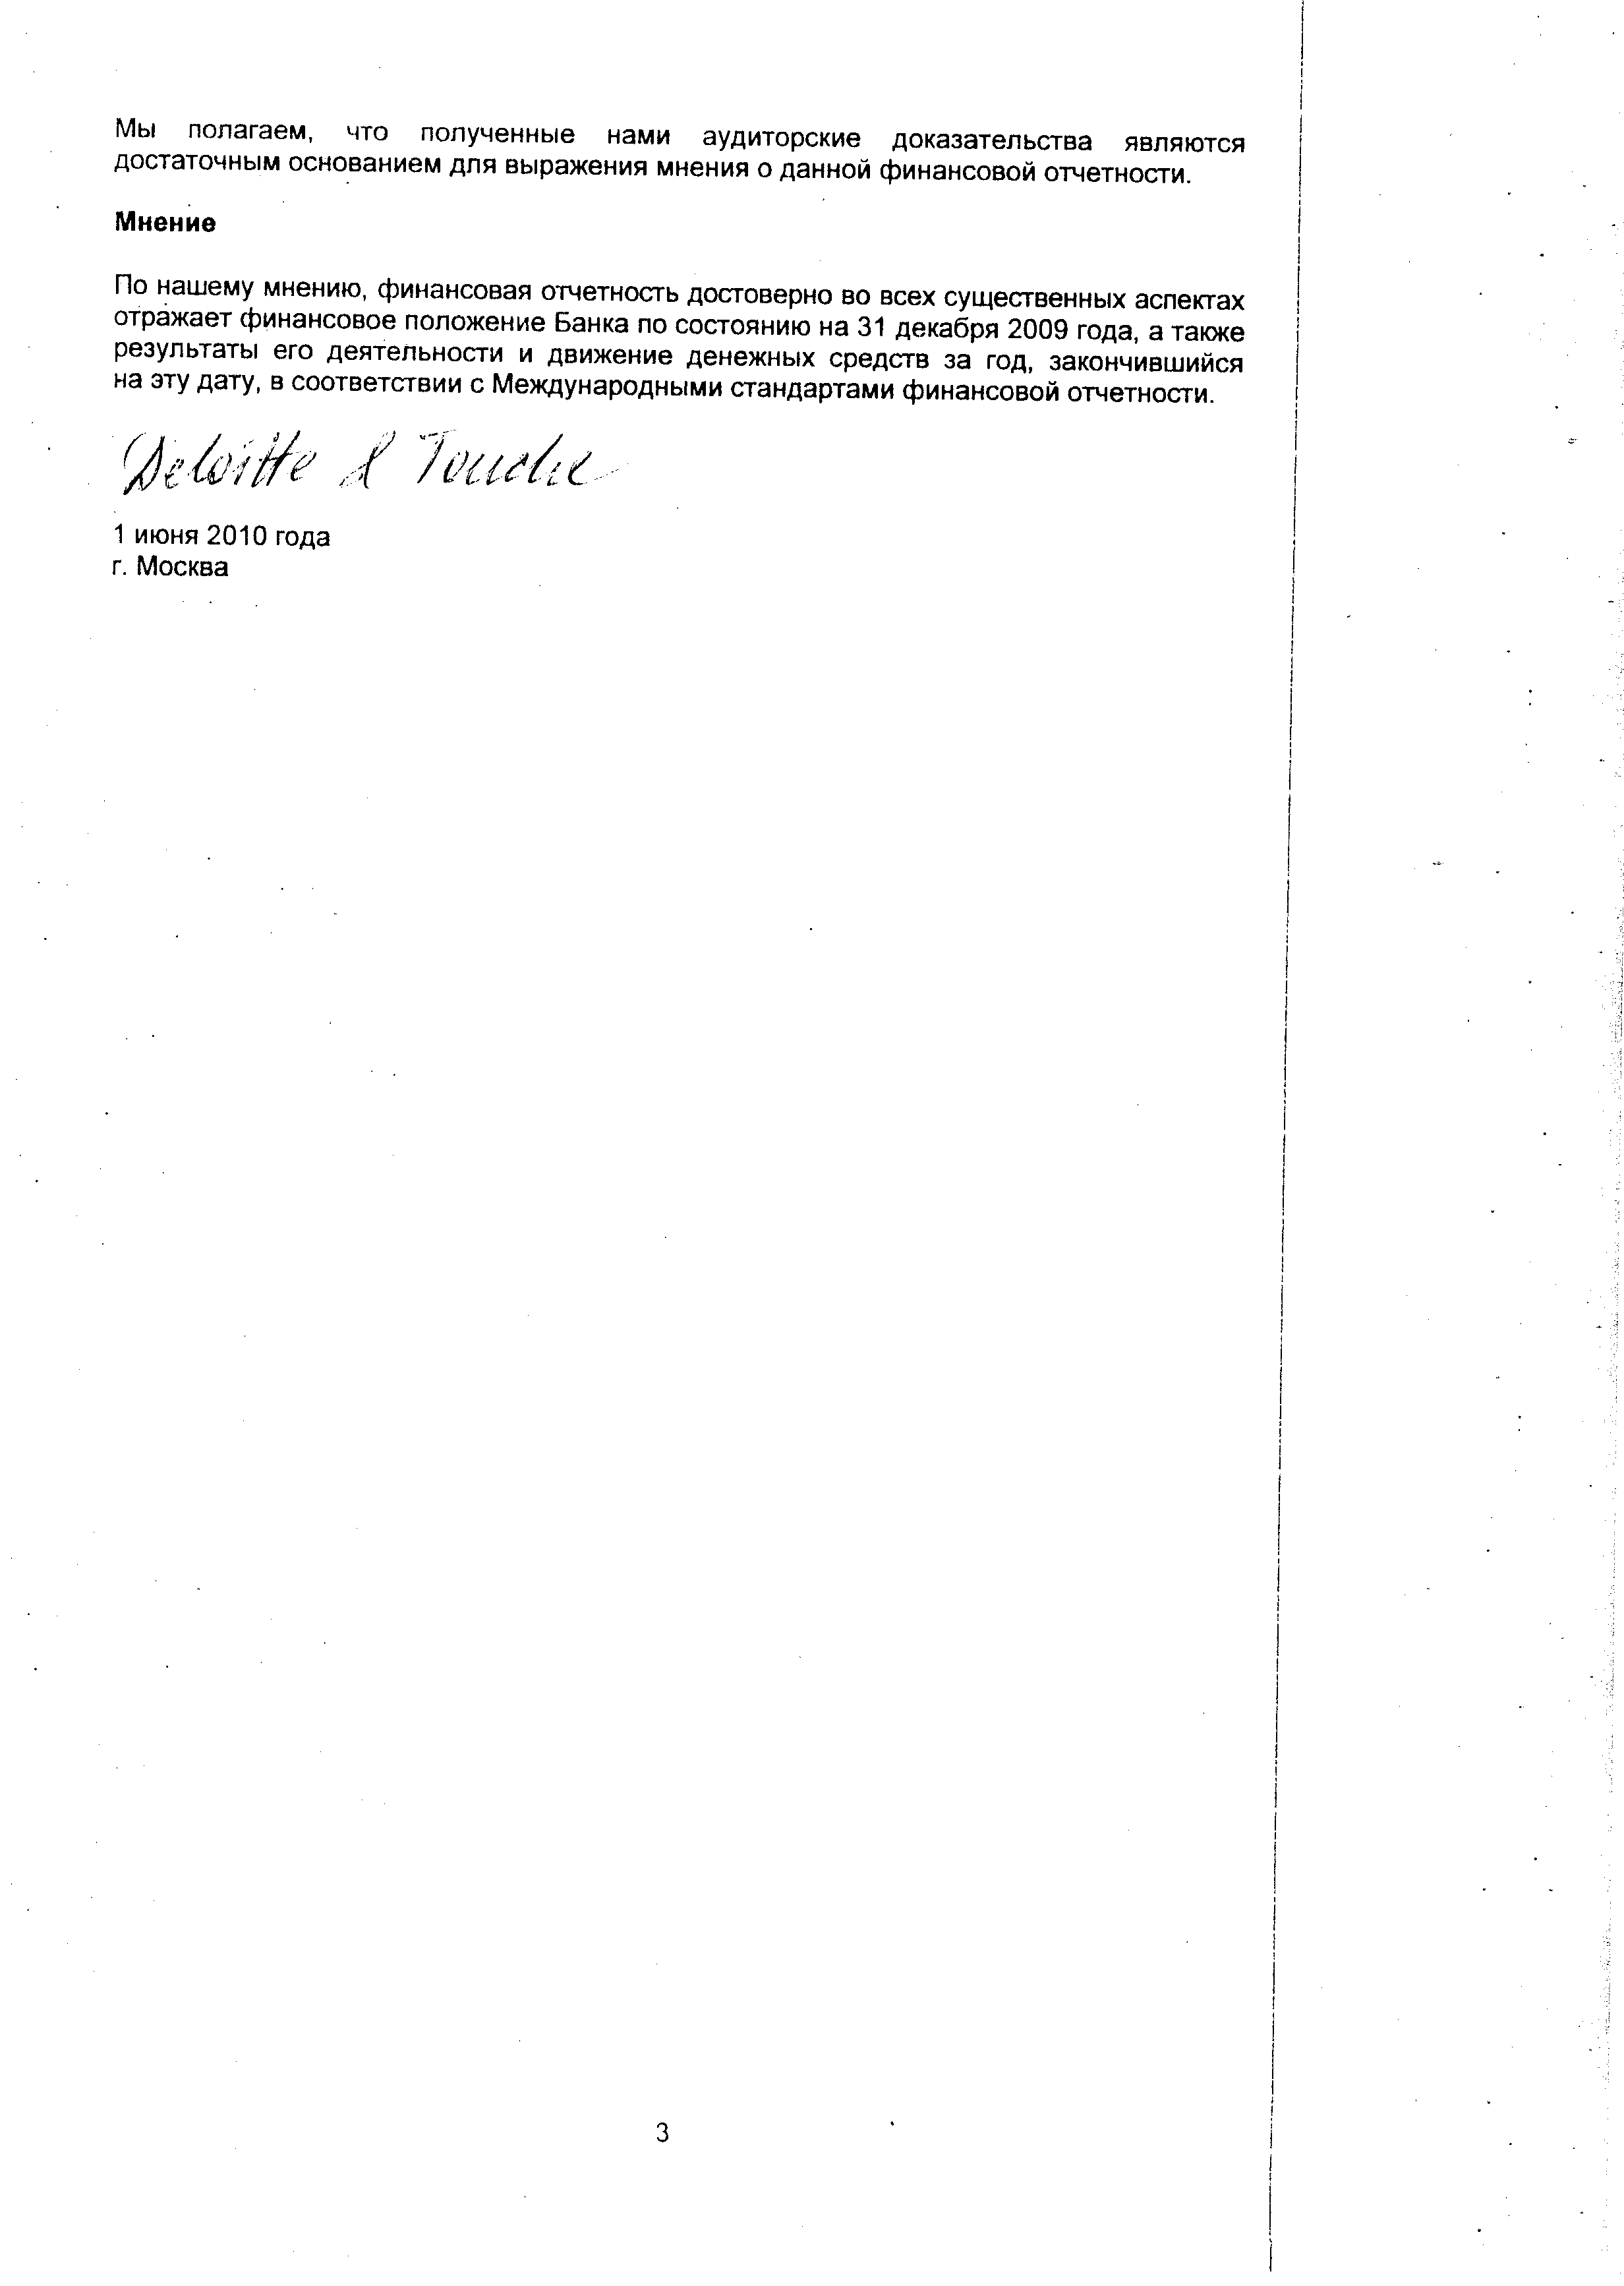 Мы полагаем, что полученные нами аудиторские доказательства являются
достаточным основанием для выражения мнения о данной финансовой отчетности.
Мнение
По нашему мнению, финансовая отчетность достоверно во всех существенных аспектах
отражает финансовое положение Банка по состоянию на 31 декабря 2009 года, а также
результаты его деятельности и движение денежных средств за год, закончившийся
на эту дату, в соответствии с Международными стандартами финансовой отчетности.
Deloitte & Touche
1 июня 2010 года
г. Москва
3